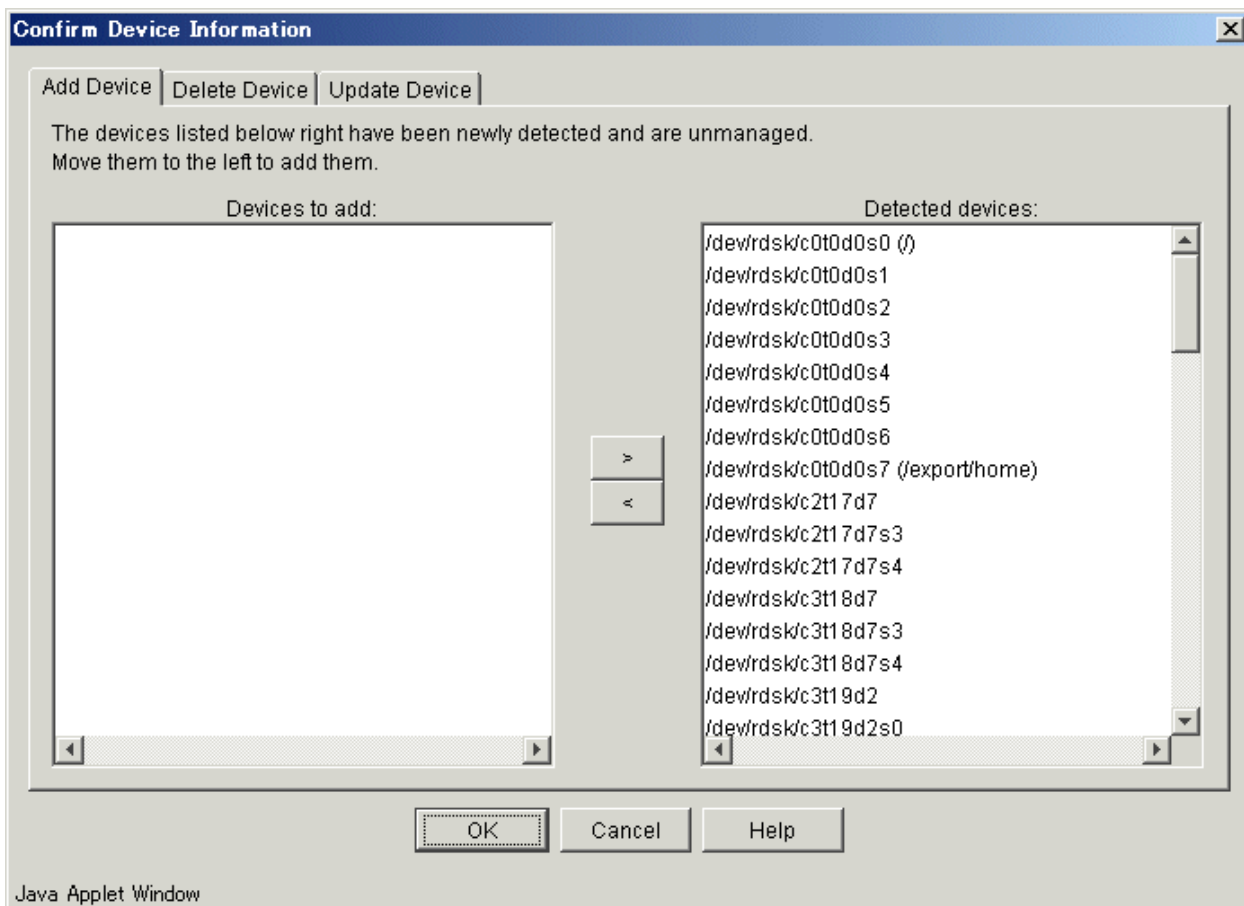 Confirm Device Information
Add Device
Delete Device
Update Device
The devices listed below right have been newly detected and are unmanaged.
Move them to the left to add them.
Devices to add:
Detected devices:
/dev/rdsk/c0t0d0s0 (/)
/dev/rdsk/c0t0d0s1
/dev/rdsk/c0t0d0s2
/dev/rdsk/c0t0d0s3
/dev/rdsk/c0t0d0s4
/dev/rdsk/c0t0d0s5
/dev/rdsk/c0t0d0s6
/dev/rdsk/c0t0d0s7 (/export/home)
/dev/rdsk/c2t17d7
/dev/rdsk/c2t17d7s3
/dev/rdsk/c2t17d7s4
/dev/rdsk/c3t18d7
/dev/rdsk/c3t18d7s3
/dev/rdsk/c3t18d7s4
/dev/rdsk/c3t19d2
/dev/rdsk/c3t19d2s0
>
<
OK
Cancel
Help
Java Applet Window